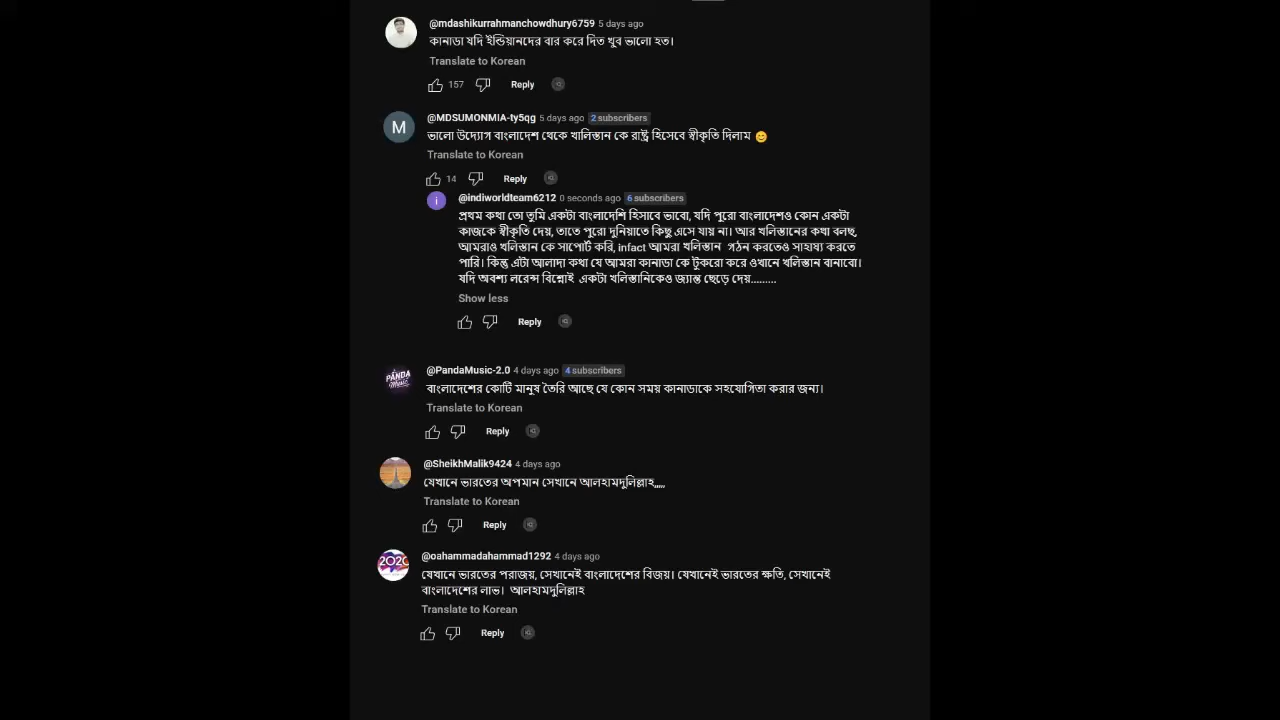 @mdashikurrahmanchowdhury6759 5 days ago
কানাডা যদি ইন্ডিয়ানদের বার করে দিত খুব ভালো হত।
Translate to Korean
157 Reply
M
@MDSUMONMIA-ty5qg 5 days ago 2 subscribers
ভালো উদ্যোগ বাংলাদেশ থেকে খালিস্তান কে রাষ্ট্র হিসেবে স্বীকৃতি দিলাম 😊
Translate to Korean
14 Reply
i
@indiworldteam6212 0 seconds ago 6 subscribers
প্রথম কথা তো তুমি একটা বাংলাদেশি হিসাবে ভাবো, যদি পুরো বাংলাদেশও কোন একটা
কাজকে স্বীকৃতি দেয়, তাতে পুরো দুনিয়াতে কিছু এসে যায় না। আর খলিস্তানের কথা বলছ,
আমরাও খলিস্তান কে সাপোর্ট করি, infact আমরা খলিস্তান গঠন করতেও সাহায্য করতে
পারি। কিন্তু এটা আলাদা কথা যে আমরা কানাডা কে টুকরো করে ওখানে খলিস্তান বানাবো।
যদি অবশ্য লরেন্স বিশ্নোই একটা খলিস্তানিকেও জ্যান্ত ছেড়ে দেয়.........
Show less
Reply
PANDA
Music
@PandaMusic-2.0 4 days ago 4 subscribers
বাংলাদেশের কোটি মানুষ তৈরি আছে যে কোন সময় কানাডাকে সহযোগিতা করার জন্য।
Translate to Korean
Reply
@SheikhMalik9424 4 days ago
যেখানে ভারতের অপমান সেখানে আলহামদুলিল্লাহ,,,,,
Translate to Korean
Reply
2020
@oahammadahammad1292 4 days ago
যেখানে ভারতের পরাজয়, সেখানেই বাংলাদেশের বিজয়। যেখানেই ভারতের ক্ষতি, সেখানেই
বাংলাদেশের লাভ। আলহামদুলিল্লাহ
Translate to Korean
Reply